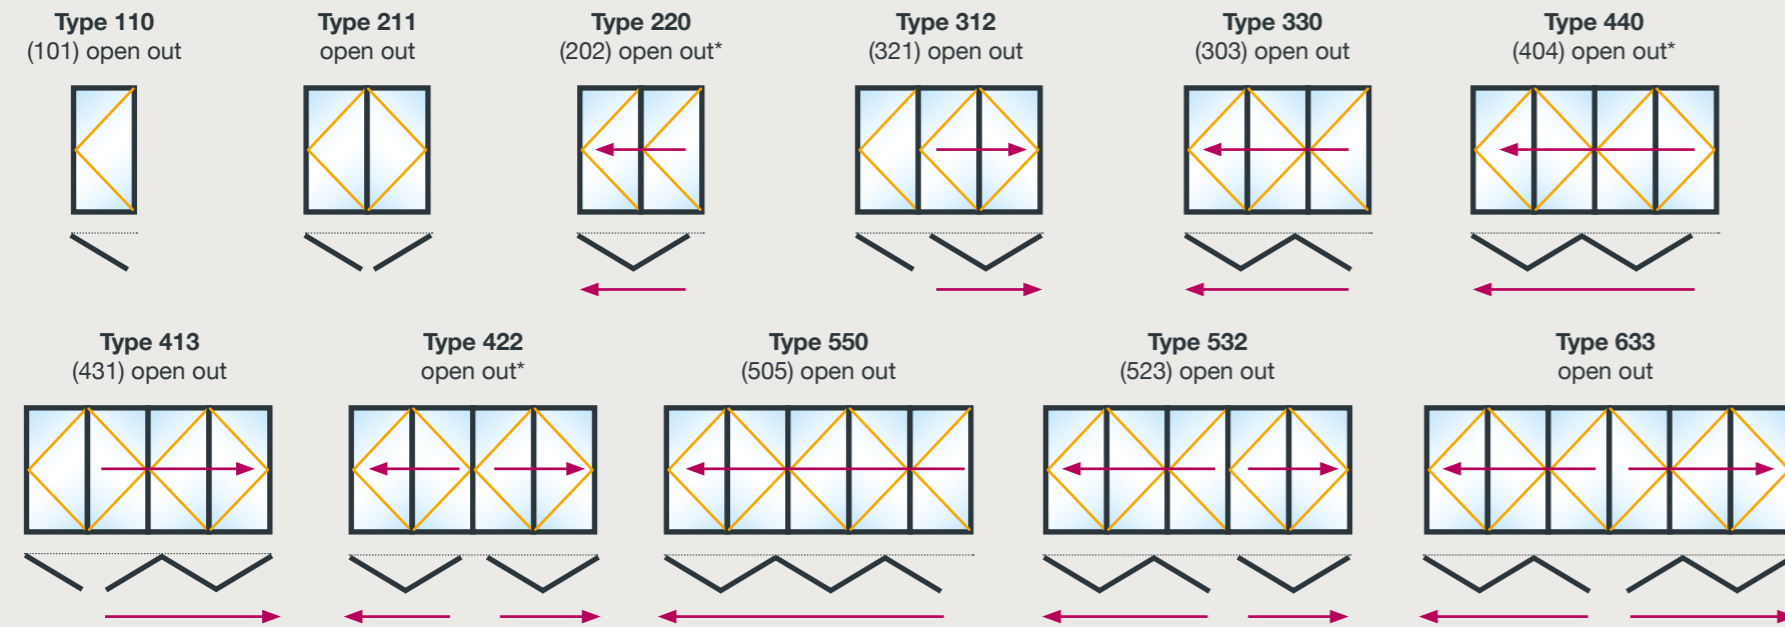 Type 110
(101) open out
Type 211
open out
Type 220
(202) open out*
Type 312
(321) open out
Type 330
(303) open out
Type 440
(404) open out*
Type 413
(431) open out
Type 422
open out*
Type 550
(505) open out
Type 532
(523) open out
Type 633
open out